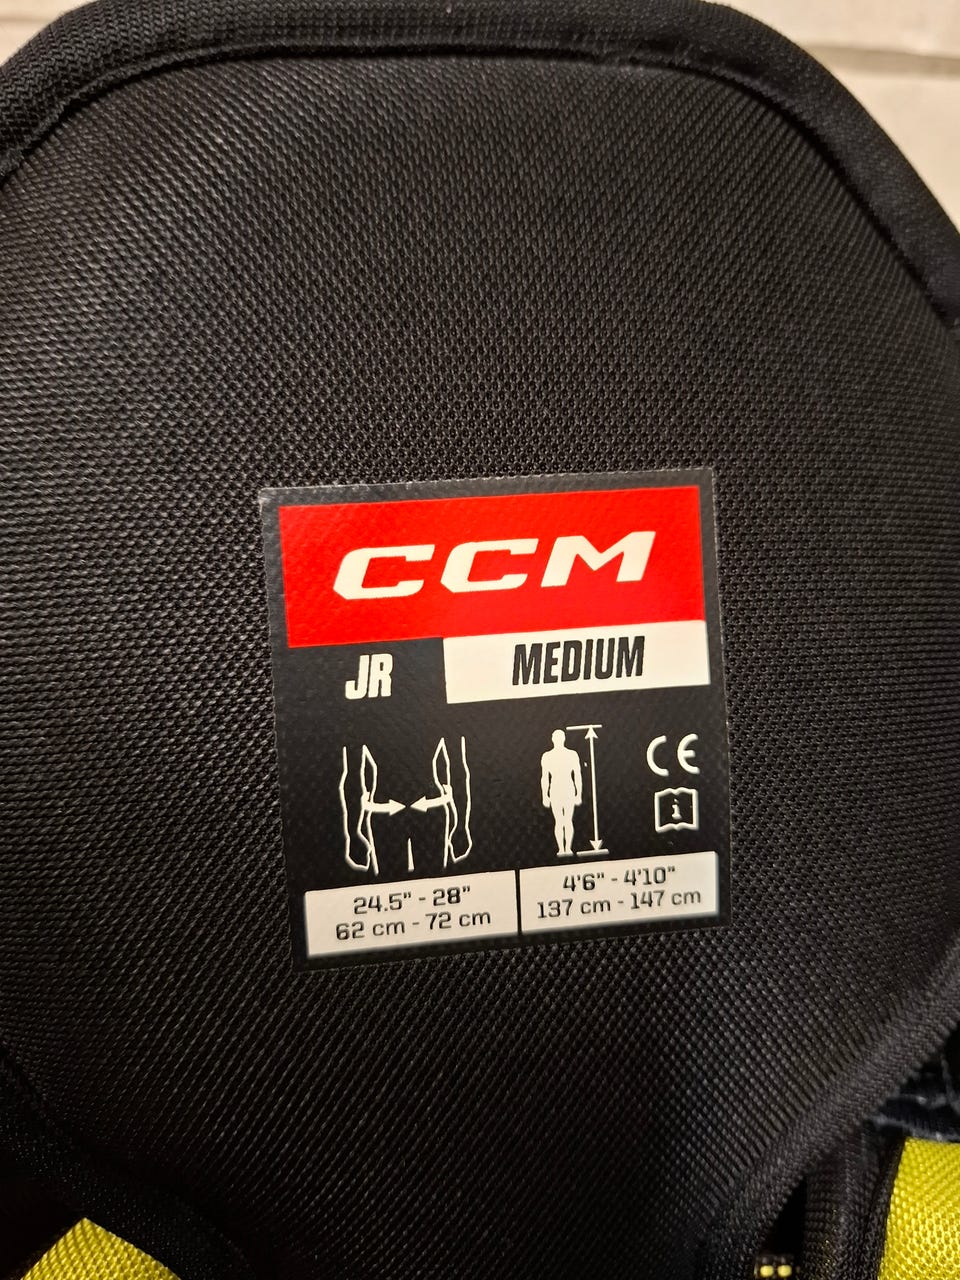 CCM
JR MEDIUM
CE
i
24.5" - 28"
62 cm - 72 cm
4'6" - 4'10"
137 cm - 147 cm